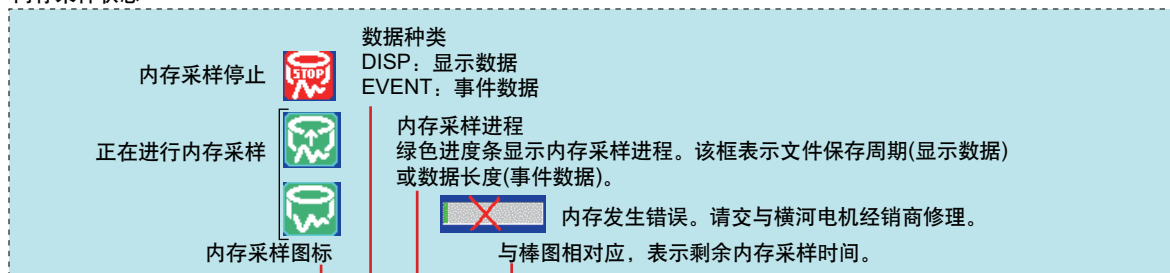 内存采样停止
STOP
数据种类
DISP：显示数据
EVENT：事件数据
正在进行内存采样
内存采样进程
绿色进度条显示内存采样进程。该框表示文件保存周期(显示数据)
或数据长度(事件数据)。
内存发生错误。请交与横河电机经销商修理。
内存采样图标
与棒图相对应，表示剩余内存采样时间。